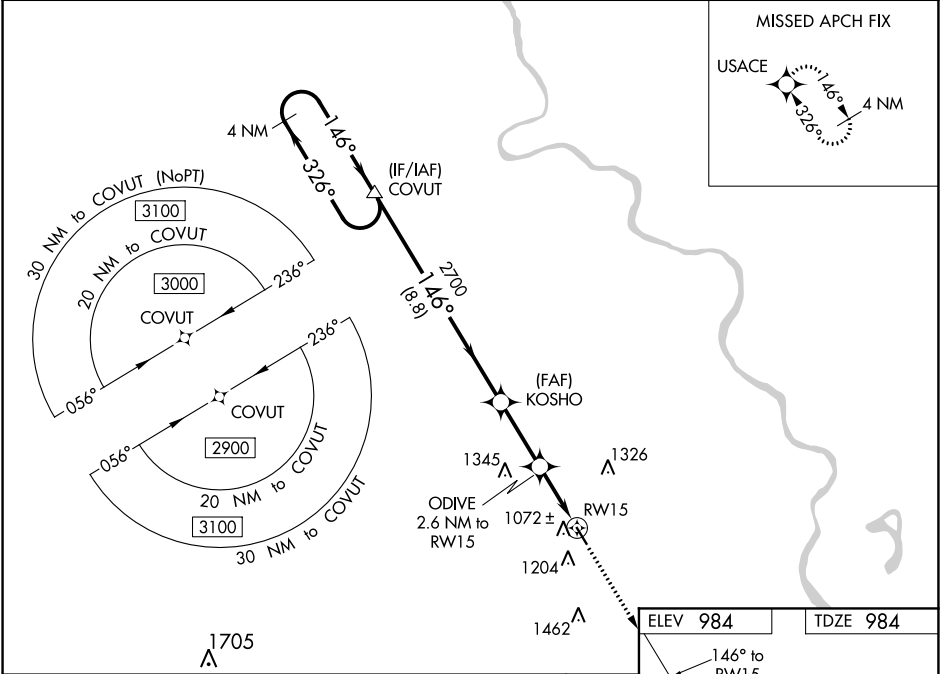 MISSED APCH FIX
USACE
146°
326°
4 NM
4 NM
146°
326°
(IF/IAF)
COVUT
30 NM to COVUT (NoPT)
3100
20 NM to COVUT
3000
236°
COVUT
056°
2700
146°
(8.8)
236°
COVUT
056°
2900
20 NM to COVUT
3100
30 NM to COVUT
(FAF)
KOSHO
1345
1326
ODIVE
2.6 NM to
RW15
1072 ±
RW15
1204
1462
1705
ELEV 984
TDZE 984
146° to
RW15